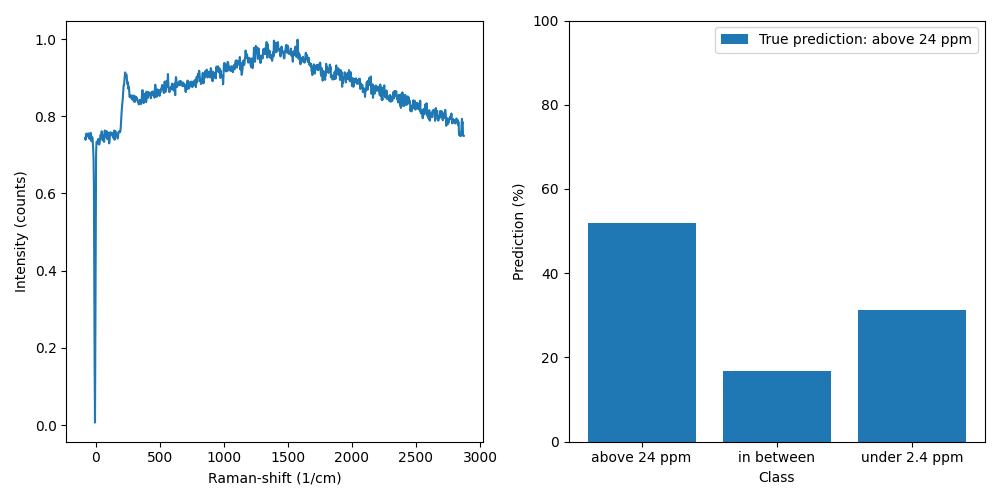 1.0
0.8
0.6
0.4
0.2
0.0
Intensity (counts)
0 500 1000 1500 2000 2500 3000
Raman-shift (1/cm)
100
80
60
40
20
0
Prediction (%)
True prediction: above 24 ppm
above 24 ppm in between under 2.4 ppm
Class